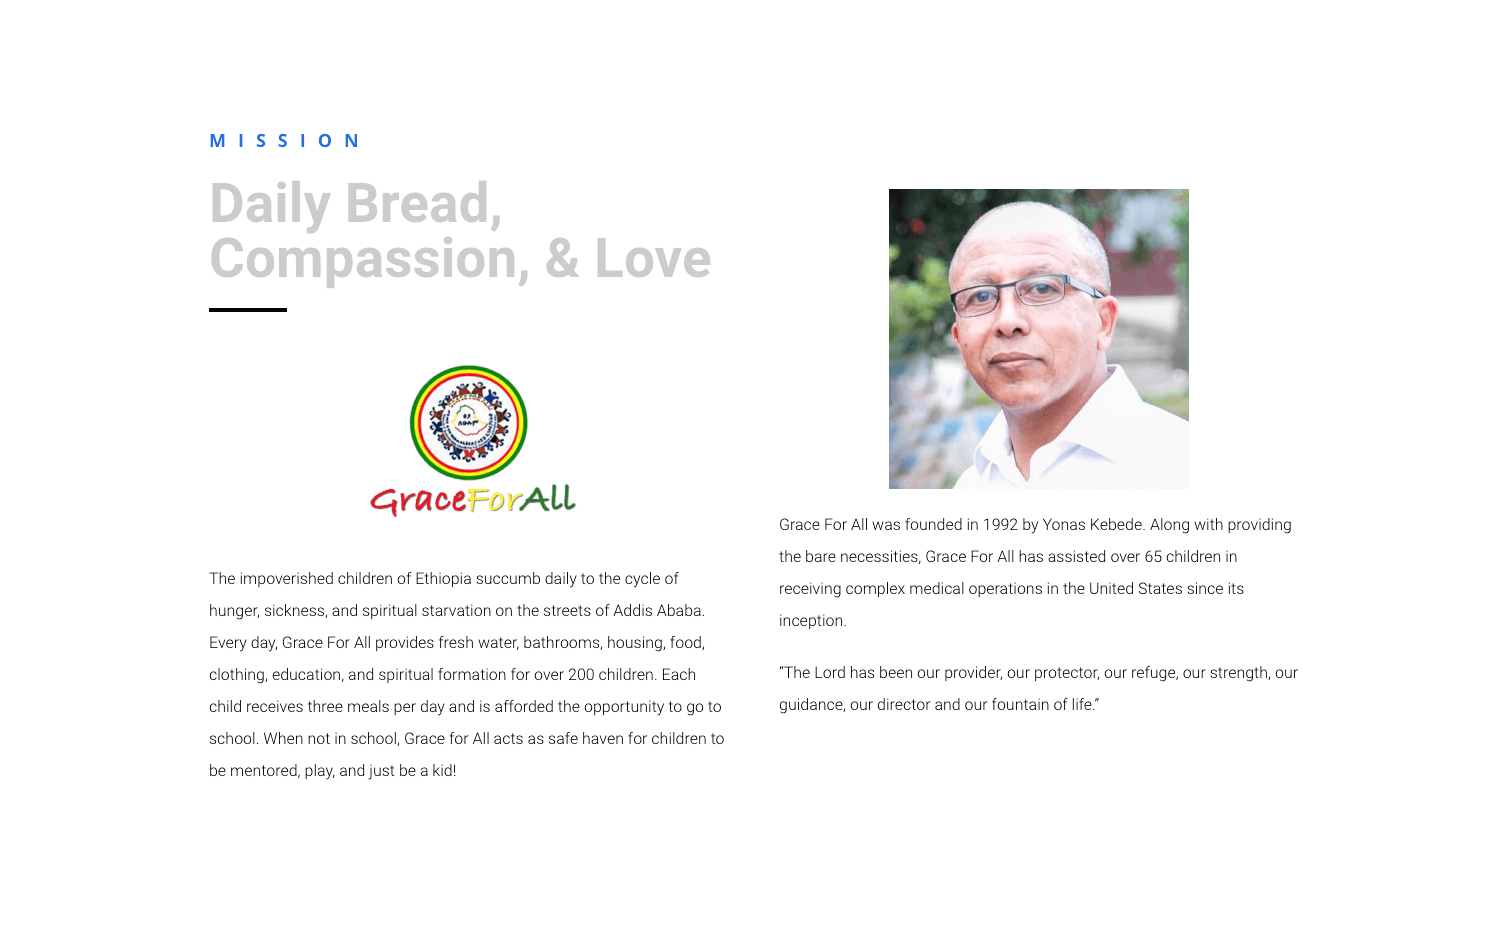 MISSION
Daily Bread,
Compassion, & Love
GraceForAll
The impoverished children of Ethiopia succumb daily to the cycle of
hunger, sickness, and spiritual starvation on the streets of Addis Ababa.
Every day, Grace For All provides fresh water, bathrooms, housing, food,
clothing, education, and spiritual formation for over 200 children. Each
child receives three meals per day and is afforded the opportunity to go to
school. When not in school, Grace for All acts as safe haven for children to
be mentored, play, and just be a kid!
Grace For All was founded in 1992 by Yonas Kebede. Along with providing
the bare necessities, Grace For All has assisted over 65 children in
receiving complex medical operations in the United States since its
inception.
“The Lord has been our provider, our protector, our refuge, our strength, our
guidance, our director and our fountain of life.”